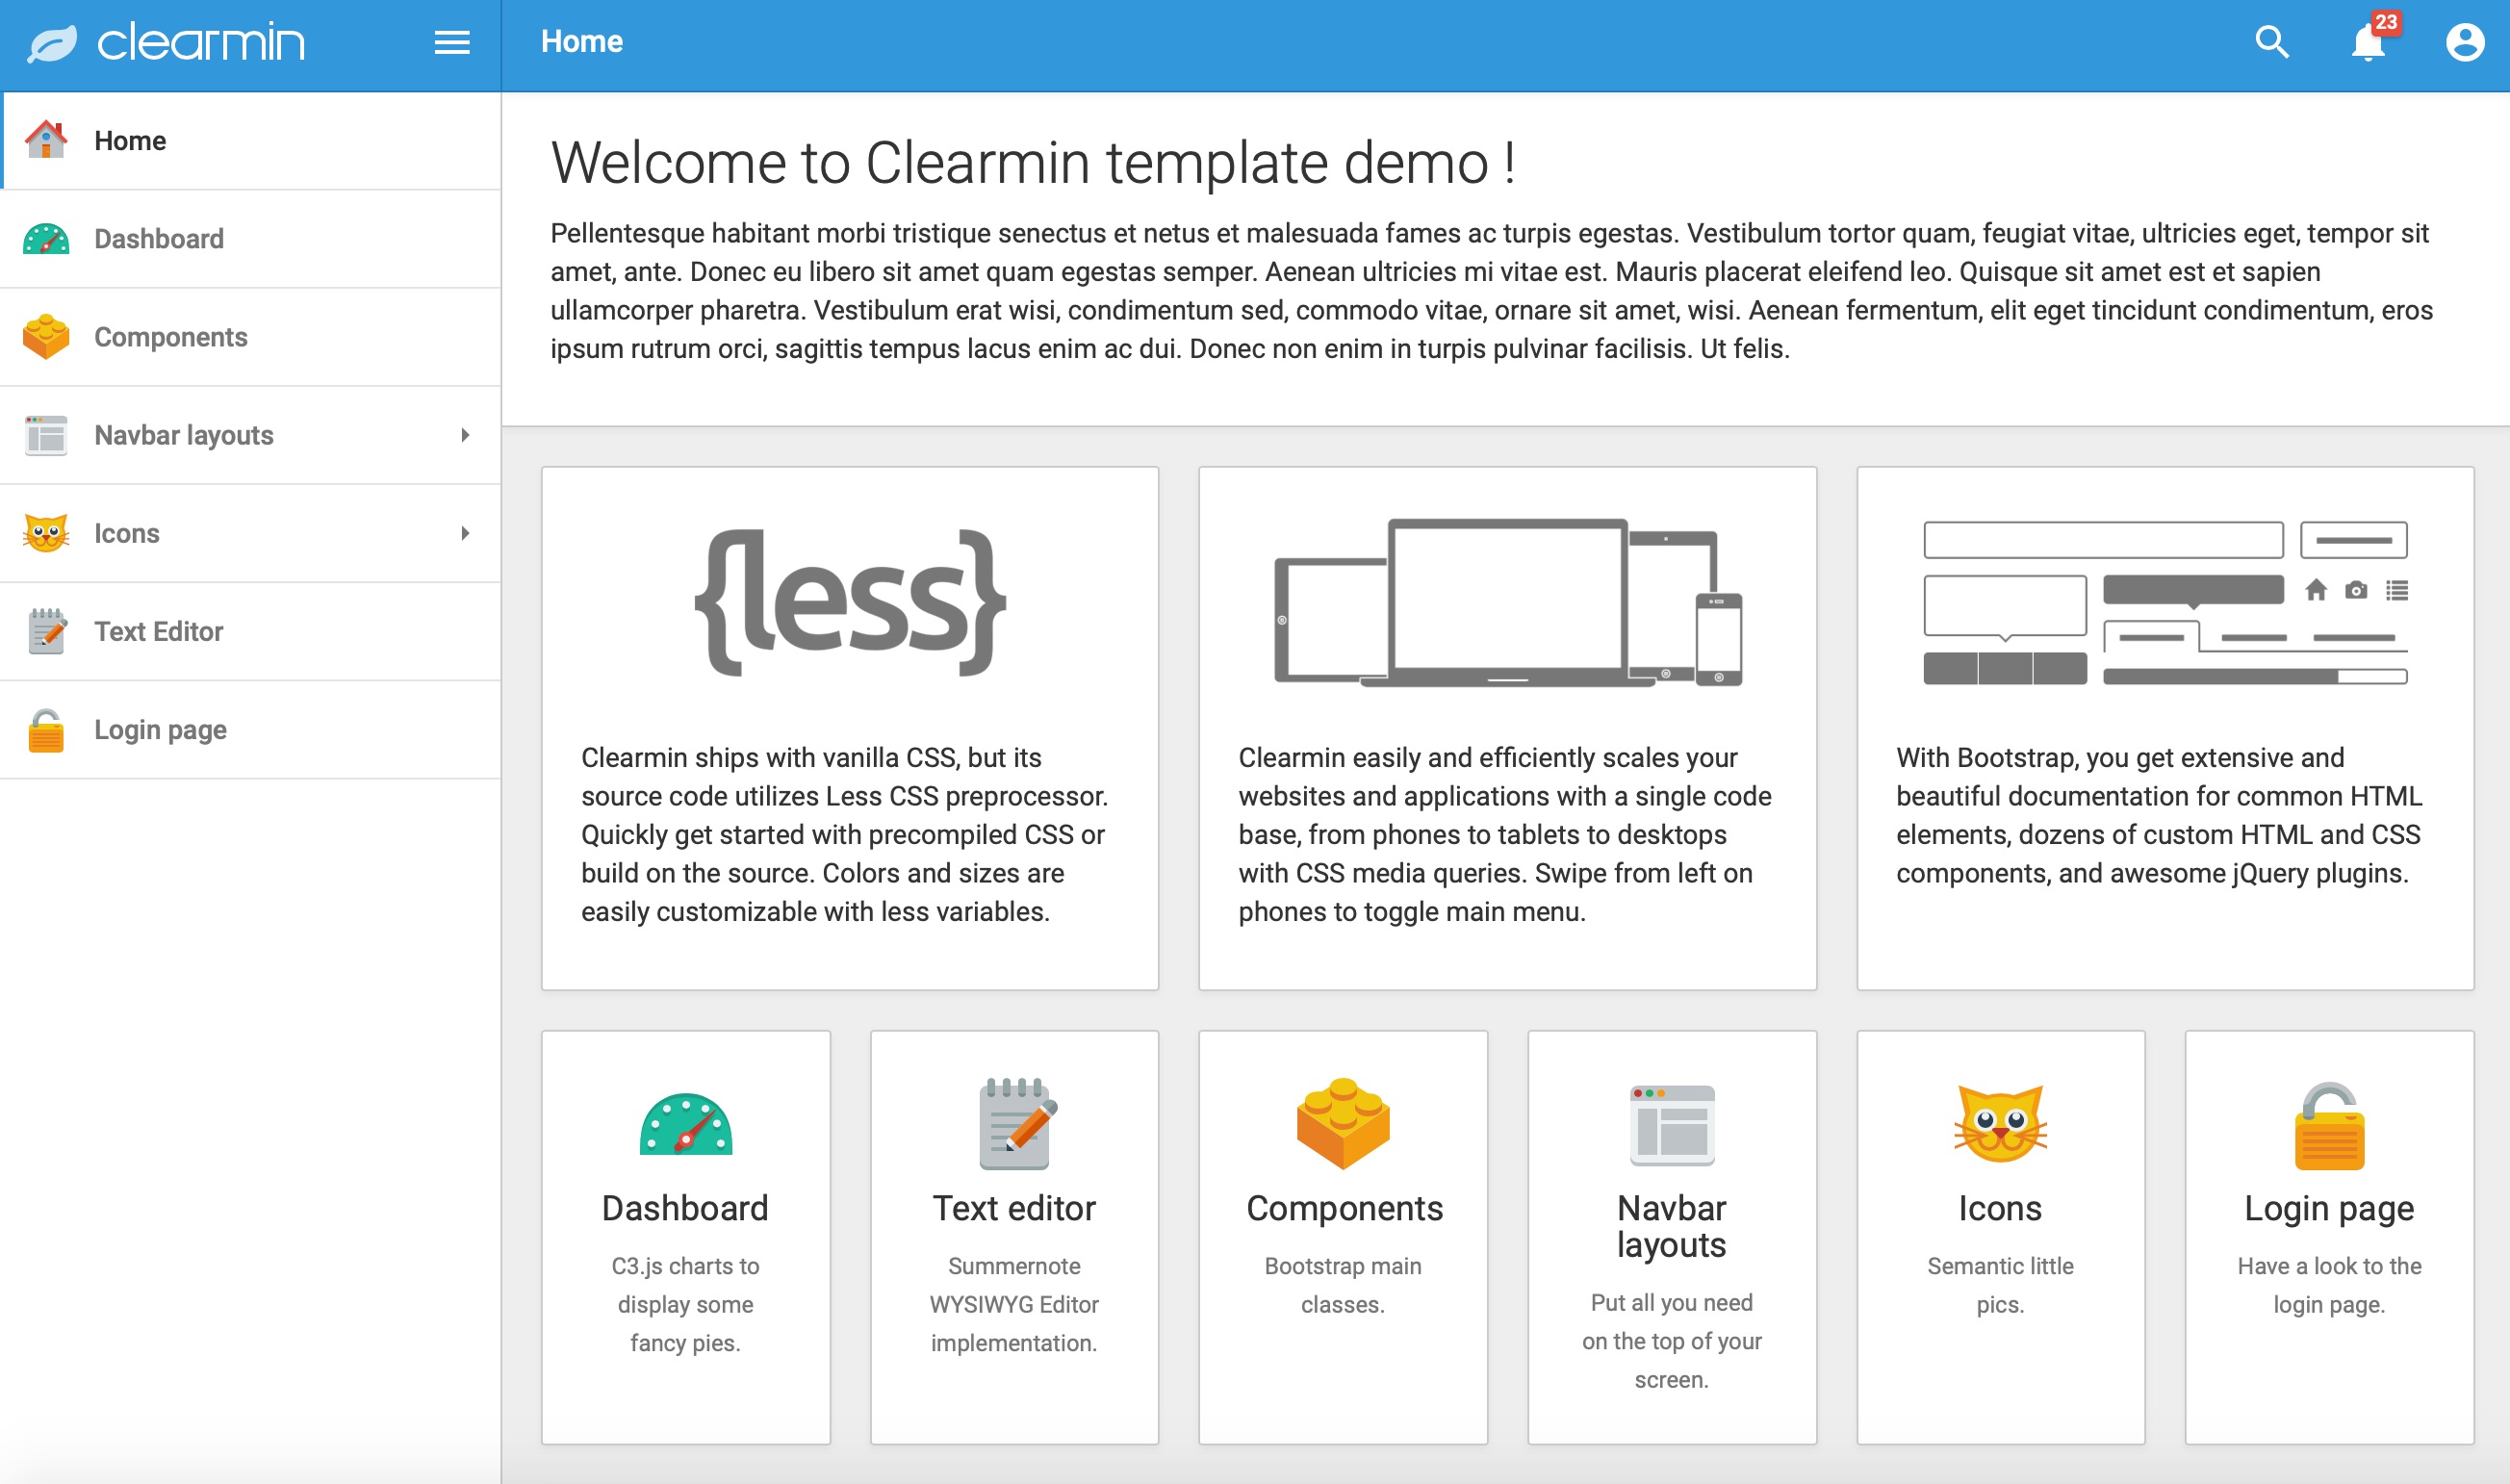 clearmin
Home
23
Home
Dashboard
Components
Navbar layouts
Icons
Text Editor
Login page
Welcome to Clearmin template demo !
Pellentesque habitant morbi tristique senectus et netus et malesuada fames ac turpis egestas. Vestibulum tortor quam, feugiat vitae, ultricies eget, tempor sit
amet, ante. Donec eu libero sit amet quam egestas semper. Aenean ultricies mi vitae est. Mauris placerat eleifend leo. Quisque sit amet est et sapien
ullamcorper pharetra. Vestibulum erat wisi, condimentum sed, commodo vitae, ornare sit amet, wisi. Aenean fermentum, elit eget tincidunt condimentum, eros
ipsum rutrum orci, sagittis tempus lacus enim ac dui. Donec non enim in turpis pulvinar facilisis. Ut felis.
{less}
Clearmin ships with vanilla CSS, but its
source code utilizes Less CSS preprocessor.
Quickly get started with precompiled CSS or
build on the source. Colors and sizes are
easily customizable with less variables.
Clearmin easily and efficiently scales your
websites and applications with a single code
base, from phones to tablets to desktops
with CSS media queries. Swipe from left on
phones to toggle main menu.
With Bootstrap, you get extensive and
beautiful documentation for common HTML
elements, dozens of custom HTML and CSS
components, and awesome jQuery plugins.
Dashboard
C3.js charts to
display some
fancy pies.
Text editor
Summernote
WYSIWYG Editor
implementation.
Components
Bootstrap main
classes.
Navbar
layouts
Put all you need
on the top of your
screen.
Icons
Semantic little
pics.
Login page
Have a look to the
login page.